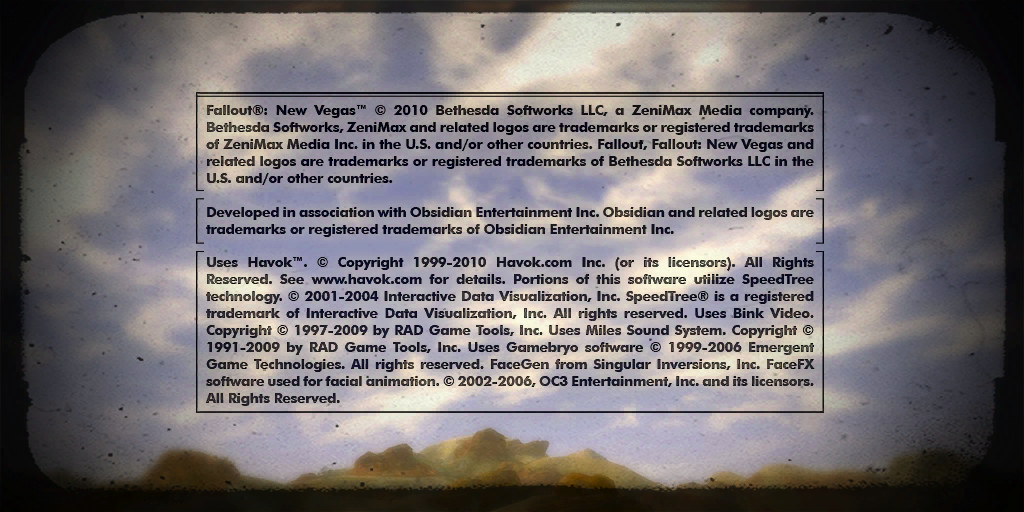 Fallout®: New Vegas™ © 2010 Bethesda Softworks LLC, a ZeniMax Media company.
Bethesda Softworks, ZeniMax and related logos are trademarks or registered trademarks
of ZeniMax Media Inc. in the U.S. and/or other countries. Fallout, Fallout: New Vegas and
related logos are trademarks or registered trademarks of Bethesda Softworks LLC in the
U.S. and/or other countries.
Developed in association with Obsidian Entertainment Inc. Obsidian and related logos are
trademarks or registered trademarks of Obsidian Entertainment Inc.
Uses Havok™. © Copyright 1999-2010 Havok.com Inc. (or its licensors). All Rights
Reserved. See www.havok.com for details. Portions of this software utilize SpeedTree
technology. © 2001-2004 Interactive Data Visualization, Inc. SpeedTree® is a registered
trademark of Interactive Data Visualization, Inc. All rights reserved. Uses Bink Video.
Copyright © 1997-2009 by RAD Game Tools, Inc. Uses Miles Sound System. Copyright ©
1991-2009 by RAD Game Tools, Inc. Uses Gamebryo software © 1999-2006 Emergent
Game Technologies. All rights reserved. FaceGen from Singular Inversions, Inc. FaceFX
software used for facial animation. © 2002-2006, OC3 Entertainment, Inc. and its licensors.
All Rights Reserved.